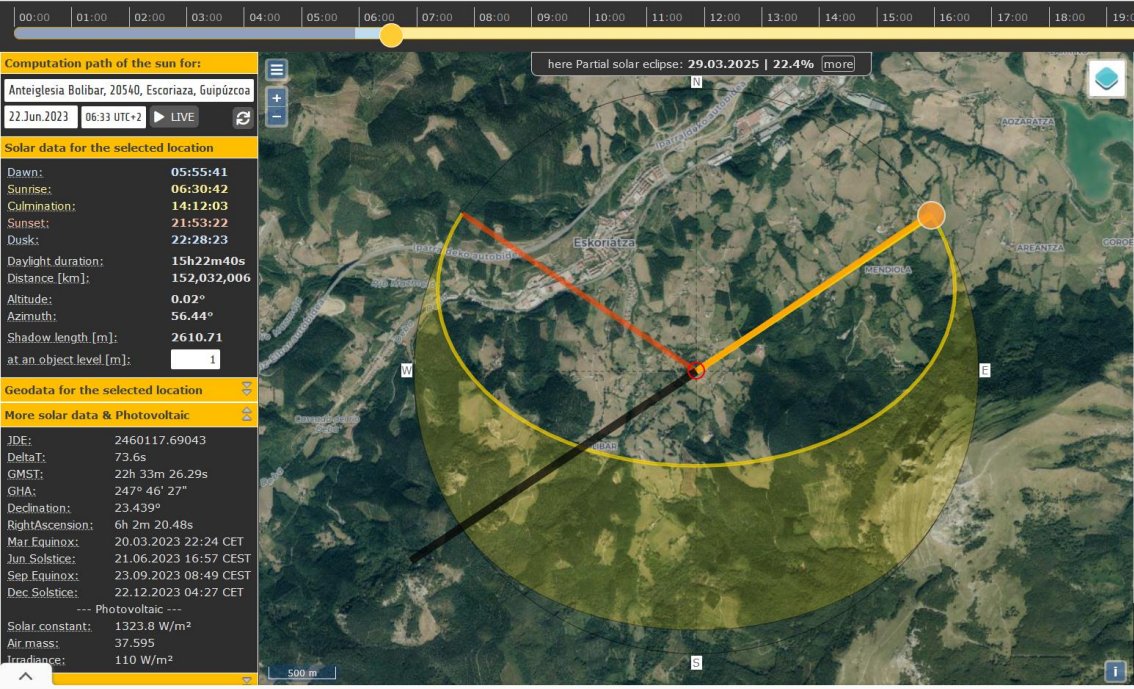 00:00 01:00 02:00 03:00 04:00 05:00 06:00 07:00 08:00 09:00 10:00 11:00 12:00 13:00 14:00 15:00 16:00 17:00 18:00 19:0
Computation path of the sun for:
Anteiglesia Bolibar, 20540, Escoriaza, Guipúzcoa
22.Jun.2023 06:33 UTC+2 LIVE
Solar data for the selected location
Dawn: 05:55:41
Sunrise: 06:30:42
Culmination: 14:12:03
Sunset: 21:53:22
Dusk: 22:28:23
Daylight duration: 15h22m40s
Distance [km]: 152,032,006
Altitude: 0.02°
Azimuth: 56.44°
Shadow length [m]: 2610.71
at an object level [m]: 1
Geodata for the selected location
More solar data & Photovoltaic
JDE: 2460117.69043
DeltaT: 73.6s
GMST: 22h 33m 26.29s
GHA: 247° 46' 27"
Declination: 23.439°
RightAscension: 6h 2m 20.48s
Mar Equinox: 20.03.2023 22:24 CET
Jun Solstice: 21.06.2023 16:57 CEST
Sep Equinox: 23.09.2023 08:49 CEST
Dec Solstice: 22.12.2023 04:27 CET
--- Photovoltaic ---
Solar constant: 1323.8 W/m²
Air mass: 37.595
Irradiance: 110 W/m²
here Partial solar eclipse: 29.03.2025 | 22.4% more
+
−
N
Iparraldeko autobidea
AOZARATZA
Eskoriatza
Iparraldeko autobidea
AREANTZA
GOROE
MENDIOLA
W
E
OBAR
S
500 m
i